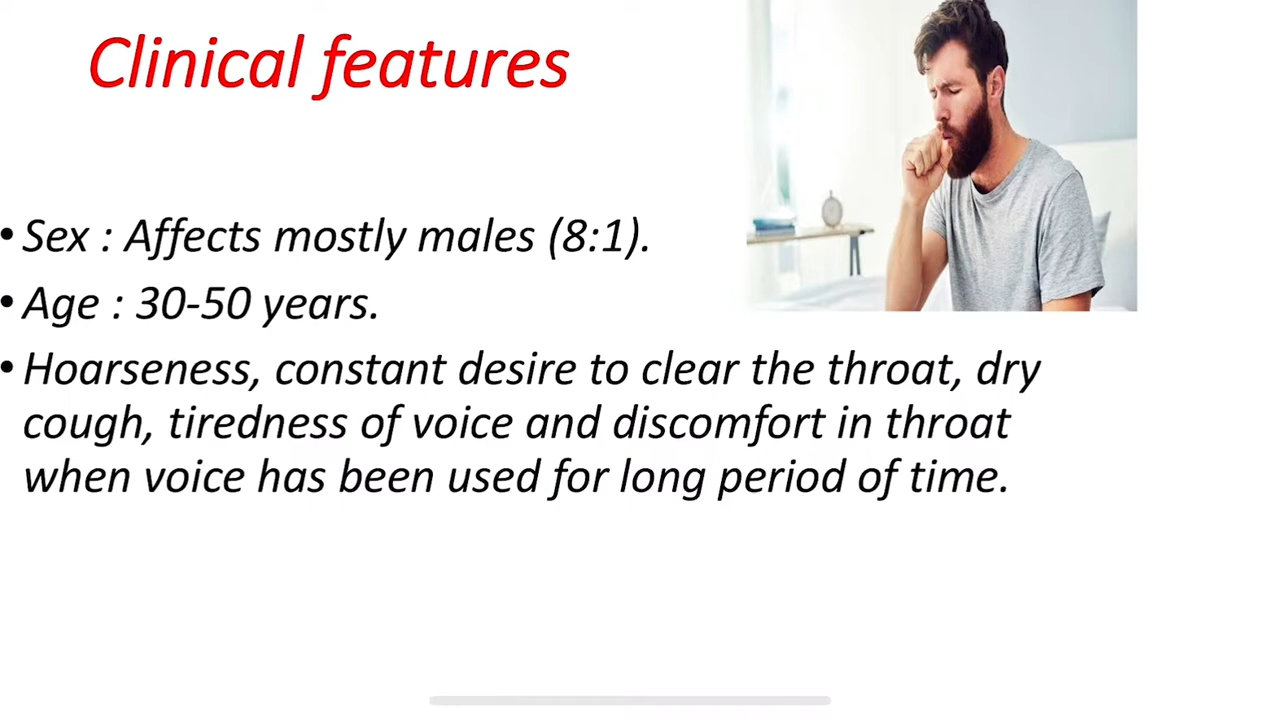 Clinical features
• Sex : Affects mostly males (8:1).
• Age : 30-50 years.
• Hoarseness, constant desire to clear the throat, dry
cough, tiredness of voice and discomfort in throat
when voice has been used for long period of time.